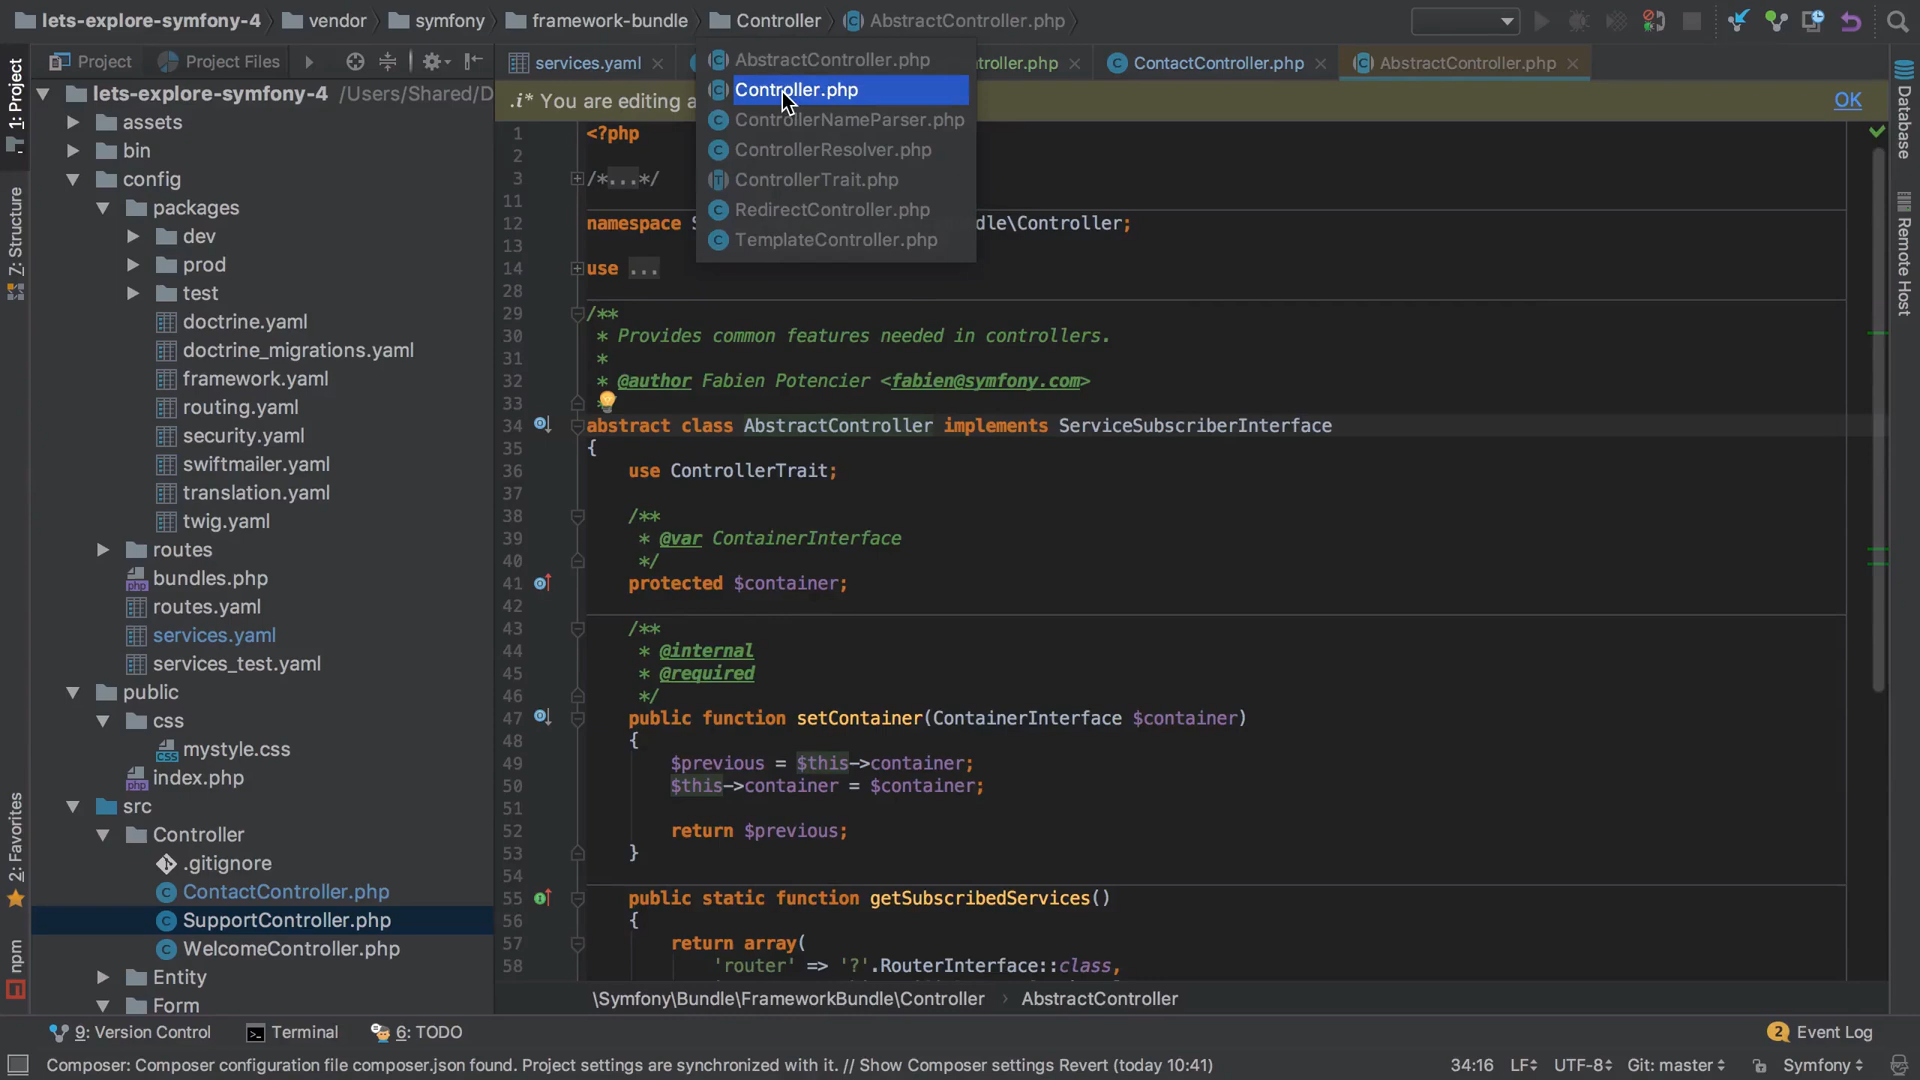 lets-explore-symfony-4 vendor symfony framework-bundle Controller AbstractController.php
Project Project Files
services.yaml ller.php ContactController.php AbstractController.php
AbstractController.php
Controller.php
ControllerNameParser.php
ControllerResolver.php
ControllerTrait.php
RedirectController.php
TemplateController.php
.i* You are editing a OK
1: Project
7: Structure
2: Favorites
npm
Database
Remote Host
lets-explore-symfony-4 /Users/Shared/D
assets
bin
config
packages
dev
prod
test
doctrine.yaml
doctrine_migrations.yaml
framework.yaml
routing.yaml
security.yaml
swiftmailer.yaml
translation.yaml
twig.yaml
routes
bundles.php
routes.yaml
services.yaml
services_test.yaml
public
css
mystyle.css
index.php
src
Controller
.gitignore
ContactController.php
SupportController.php
WelcomeController.php
Entity
Form
1 <?php
2
3 /*...*/
11
12 namespace S dle\Controller;
13
14 use ...
28
29 /**
30 * Provides common features needed in controllers.
31 *
32 * @author Fabien Potencier <fabien@symfony.com>
33
34 abstract class AbstractController implements ServiceSubscriberInterface
35 {
36 use ControllerTrait;
37
38 /**
39 * @var ContainerInterface
40 */
41 protected $container;
42
43 /**
44 * @internal
45 * @required
46 */
47 public function setContainer(ContainerInterface $container)
48 {
49 $previous = $this->container;
50 $this->container = $container;
51
52 return $previous;
53 }
54
55 public static function getSubscribedServices()
56 {
57 return array(
58 'router' => '?'.RouterInterface::class,
\Symfony\Bundle\FrameworkBundle\Controller › AbstractController
9: Version Control Terminal 6: TODO 2 Event Log
Composer: Composer configuration file composer.json found. Project settings are synchronized with it. // Show Composer settings Revert (today 10:41) 34:16 LF UTF-8 Git: master Symfony